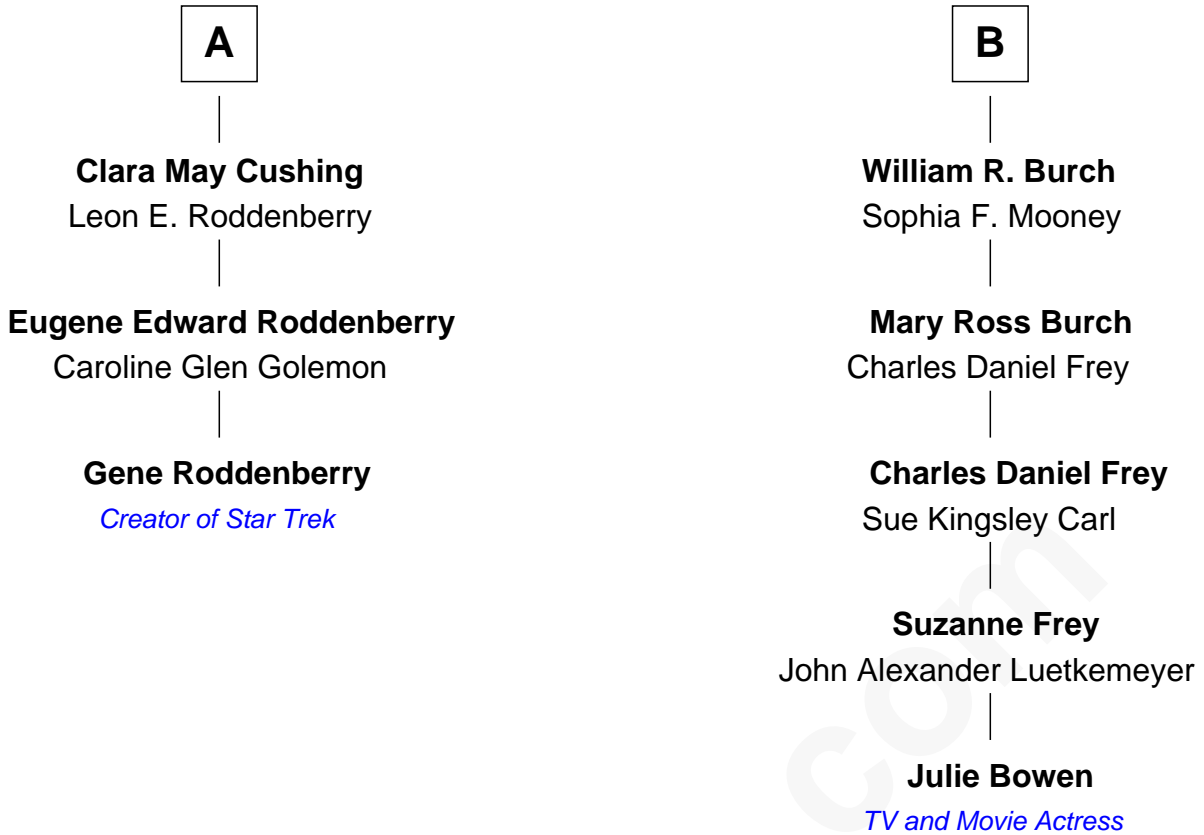 A
Clara May Cushing
Leon E. Roddenberry
Eugene Edward Roddenberry
Caroline Glen Golemon
Gene Roddenberry
Creator of Star Trek
B
William R. Burch
Sophia F. Mooney
Mary Ross Burch
Charles Daniel Frey
Charles Daniel Frey
Sue Kingsley Carl
Suzanne Frey
John Alexander Luetkemeyer
Julie Bowen
TV and Movie Actress
com